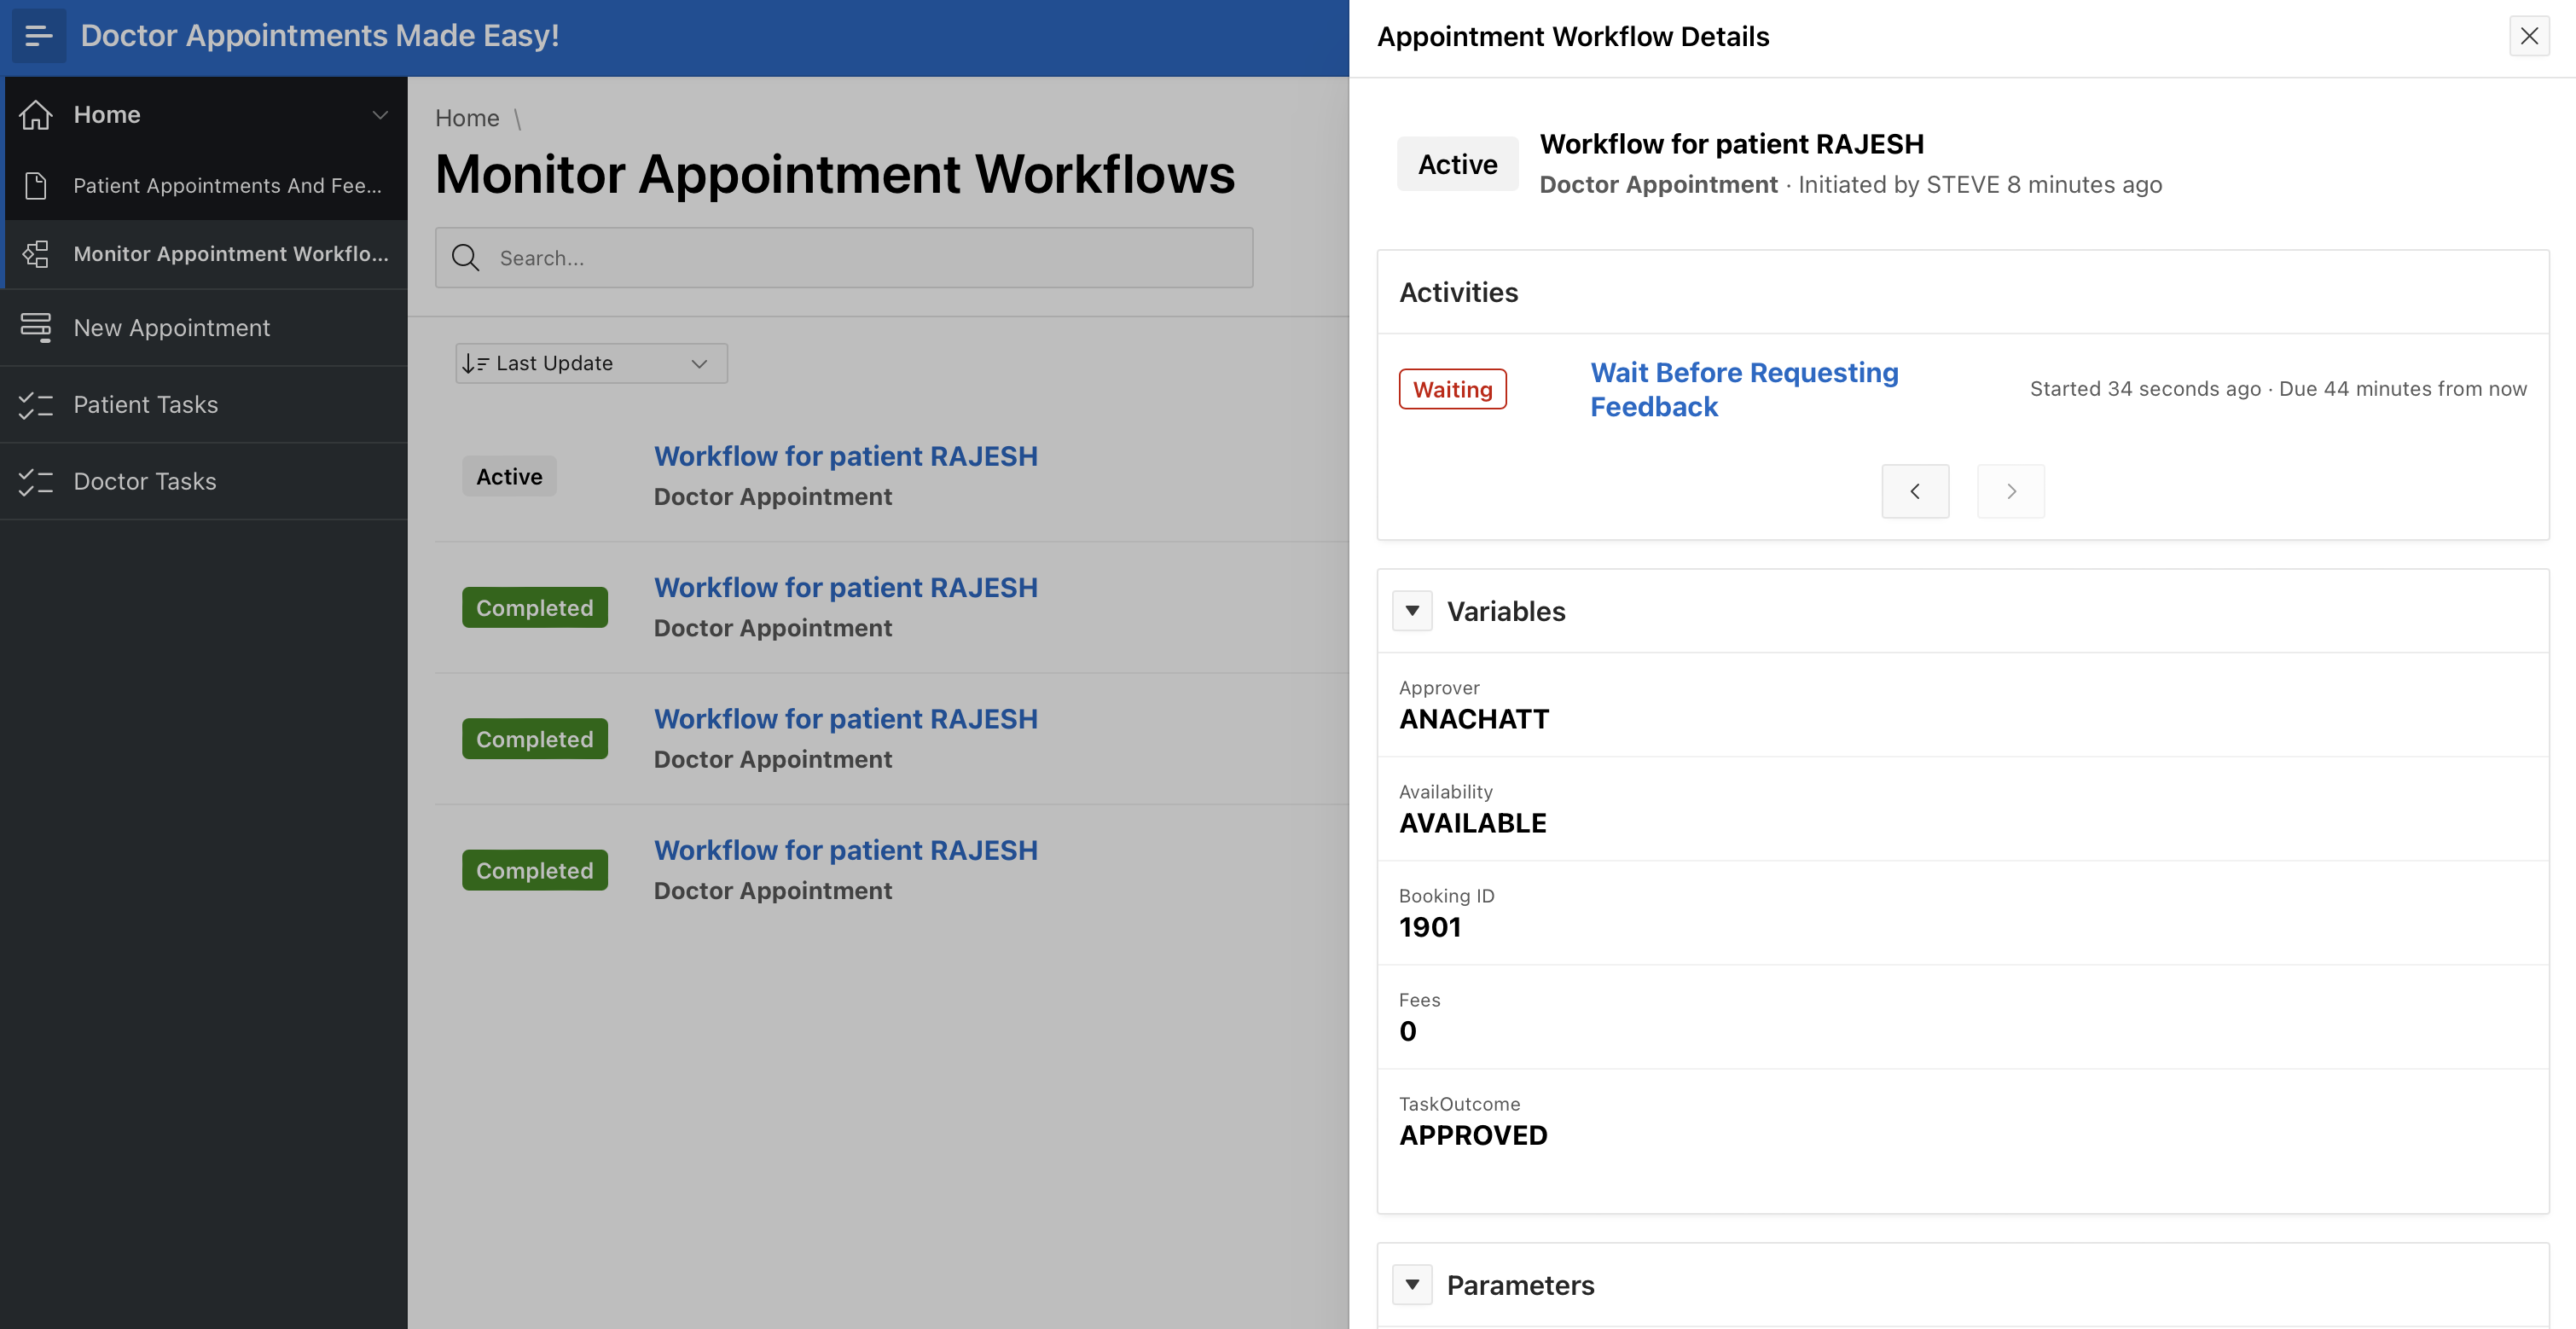 Doctor Appointments Made Easy!
Home
Patient Appointments And Fee...
Monitor Appointment Workflo...
New Appointment
Patient Tasks
Doctor Tasks
Home \
Monitor Appointment Workflows
Search...
Last Update
Active
Workflow for patient RAJESH
Doctor Appointment
Completed
Workflow for patient RAJESH
Doctor Appointment
Completed
Workflow for patient RAJESH
Doctor Appointment
Completed
Workflow for patient RAJESH
Doctor Appointment
Appointment Workflow Details
Active
Workflow for patient RAJESH
Doctor Appointment · Initiated by STEVE 8 minutes ago
Activities
Waiting
Wait Before Requesting
Feedback
Started 34 seconds ago · Due 44 minutes from now
Variables
Approver
ANACHATT
Availability
AVAILABLE
Booking ID
1901
Fees
0
TaskOutcome
APPROVED
Parameters